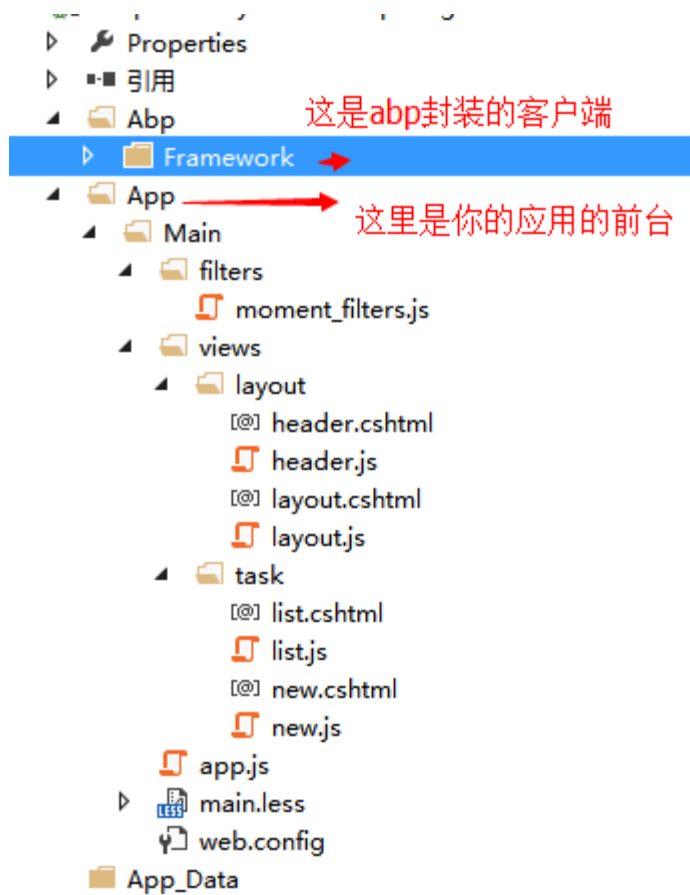 Properties
引用
Abp
这是abp封装的客户端
Framework
App
这里是你的应用的前台
Main
filters
moment_filters.js
views
layout
[@] header.cshtml
header.js
[@] layout.cshtml
layout.js
task
[@] list.cshtml
list.js
[@] new.cshtml
new.js
app.js
LESS main.less
web.config
App_Data